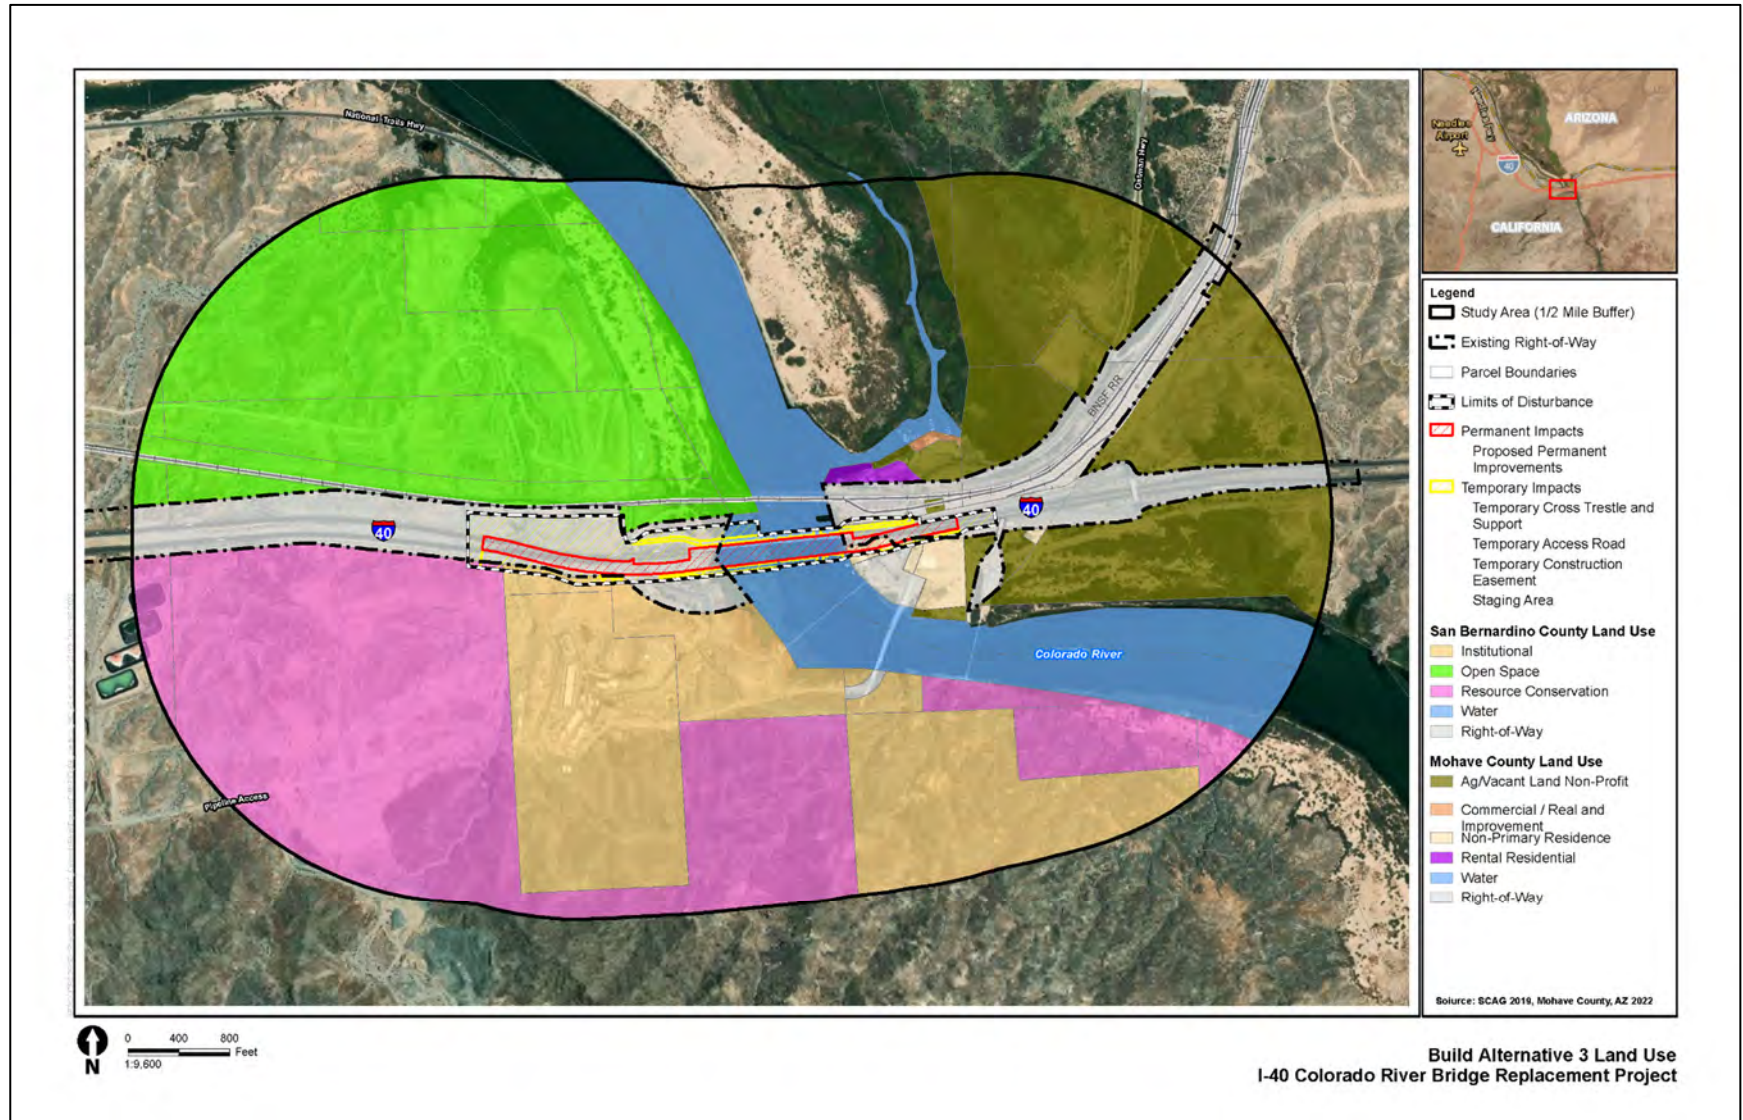 National Trails Hwy
Oatman Hwy
BNSF RR
40
40
Colorado River
Pipeline Access
Needles
Airport
ARIZONA
40
CALIFORNIA
Legend
Study Area (1/2 Mile Buffer)
Existing Right-of-Way
Parcel Boundaries
Limits of Disturbance
Permanent Impacts
Proposed Permanent
Improvements
Temporary Impacts
Temporary Cross Trestle and
Support
Temporary Access Road
Temporary Construction
Easement
Staging Area
San Bernardino County Land Use
Institutional
Open Space
Resource Conservation
Water
Right-of-Way
Mohave County Land Use
Ag/Vacant Land Non-Profit
Commercial / Real and
Improvement
Non-Primary Residence
Rental Residential
Water
Right-of-Way
Soiurce: SCAG 2019, Mohave County, AZ 2022
N
0 400 800
Feet
1:9,600
Build Alternative 3 Land Use
I-40 Colorado River Bridge Replacement Project